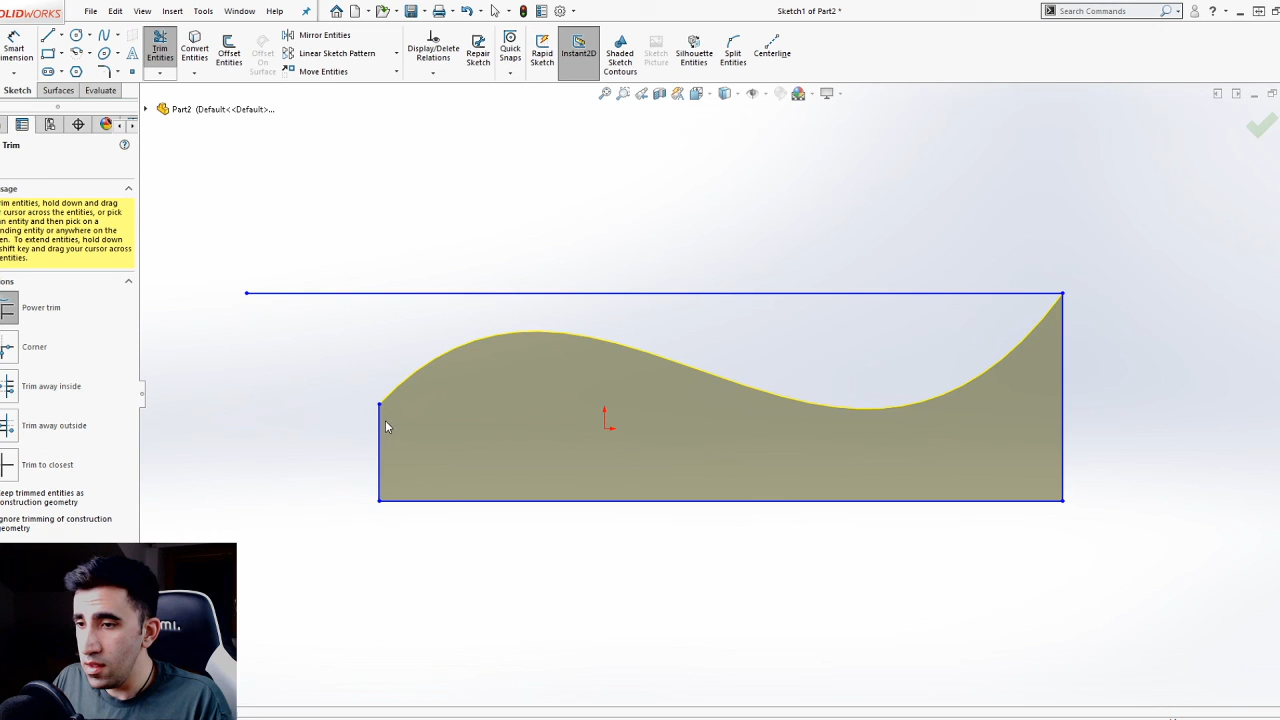 SOLIDWORKS
File
Edit
View
Insert
Tools
Window
Help
Sketch1 of Part2 *
Search Commands
?
Smart
Dimension
Trim
Entities
Convert
Entities
Offset
Entities
Offset
On
Surface
Mirror Entities
Linear Sketch Pattern
Move Entities
Display/Delete
Relations
Repair
Sketch
Quick
Snaps
Rapid
Sketch
Instant2D
Shaded
Sketch
Contours
Sketch
Picture
Silhouette
Entities
Split
Entities
Centerline
Sketch
Surfaces
Evaluate
Part2 (Default<<Default>...
Trim
?
sage
rim entities, hold down and drag
r cursor across the entities, or pick
an entity and then pick on a
nding entity or anywhere on the
en. To extend entities, hold down
shift key and drag your cursor across
entities.
ions
Power trim
Corner
Trim away inside
Trim away outside
Trim to closest
Keep trimmed entities as
onstruction geometry
gnore trimming of construction
geometry
mi.